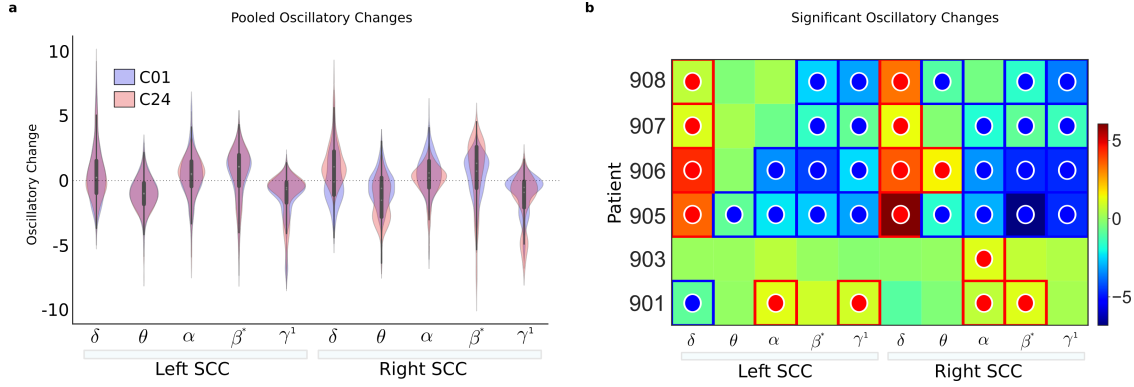 a
Pooled Oscillatory Changes
Oscillatory Change
10
5
0
-5
-10
C01
C24
δ θ α β* γ¹ δ θ α β* γ¹
Left SCC Right SCC
b
Significant Oscillatory Changes
Patient
908
907
906
905
903
901
δ θ α β* γ¹ δ θ α β* γ¹
Left SCC Right SCC
5
0
−5